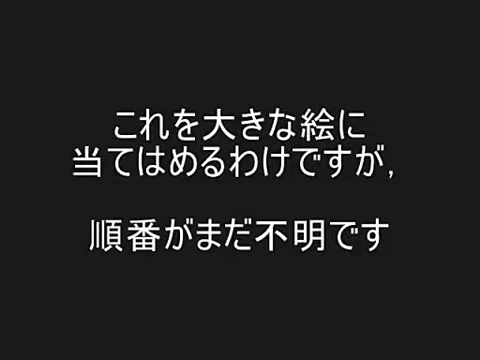 これを大きな絵に
当てはめるわけですが,
順番がまだ不明です